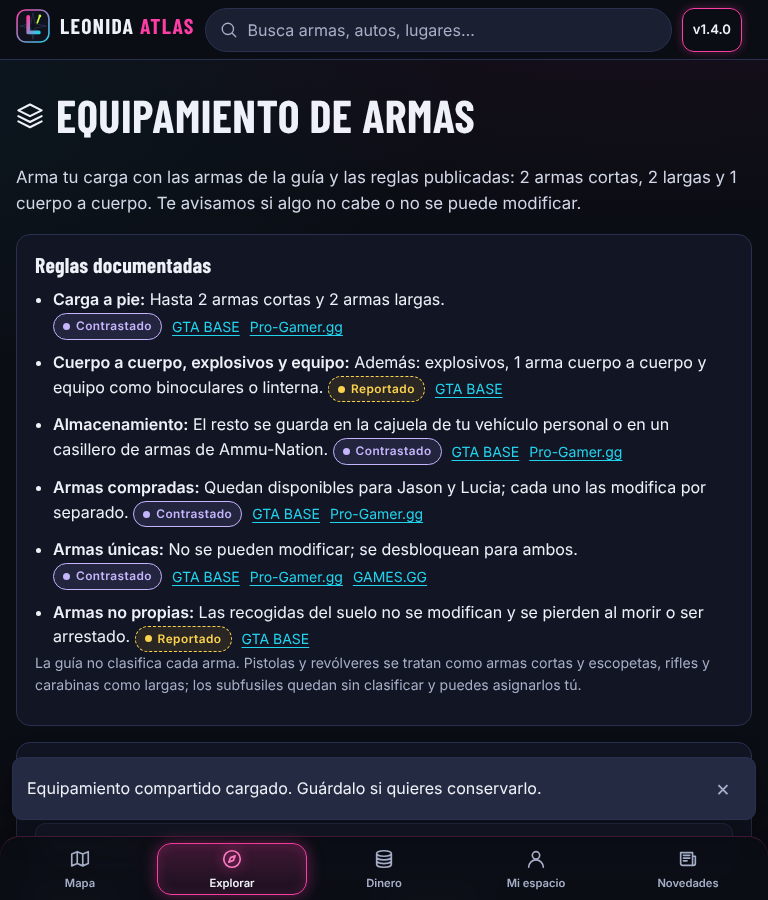 LEONIDA ATLAS
Busca armas, autos, lugares...
v1.4.0
EQUIPAMIENTO DE ARMAS
Arma tu carga con las armas de la guía y las reglas publicadas: 2 armas cortas, 2 largas y 1
cuerpo a cuerpo. Te avisamos si algo no cabe o no se puede modificar.
Reglas documentadas
• Carga a pie: Hasta 2 armas cortas y 2 armas largas.
Contrastado GTA BASE Pro-Gamer.gg
• Cuerpo a cuerpo, explosivos y equipo: Además: explosivos, 1 arma cuerpo a cuerpo y
equipo como binoculares o linterna. Reportado GTA BASE
• Almacenamiento: El resto se guarda en la cajuela de tu vehículo personal o en un
casillero de armas de Ammu-Nation. Contrastado GTA BASE Pro-Gamer.gg
• Armas compradas: Quedan disponibles para Jason y Lucia; cada uno las modifica por
separado. Contrastado GTA BASE Pro-Gamer.gg
• Armas únicas: No se pueden modificar; se desbloquean para ambos.
Contrastado GTA BASE Pro-Gamer.gg GAMES.GG
• Armas no propias: Las recogidas del suelo no se modifican y se pierden al morir o ser
arrestado. Reportado GTA BASE
La guía no clasifica cada arma. Pistolas y revólveres se tratan como armas cortas y escopetas, rifles y
carabinas como largas; los subfusiles quedan sin clasificar y puedes asignarlos tú.
Equipamiento compartido cargado. Guárdalo si quieres conservarlo.
Mapa
Explorar
Dinero
Mi espacio
Novedades